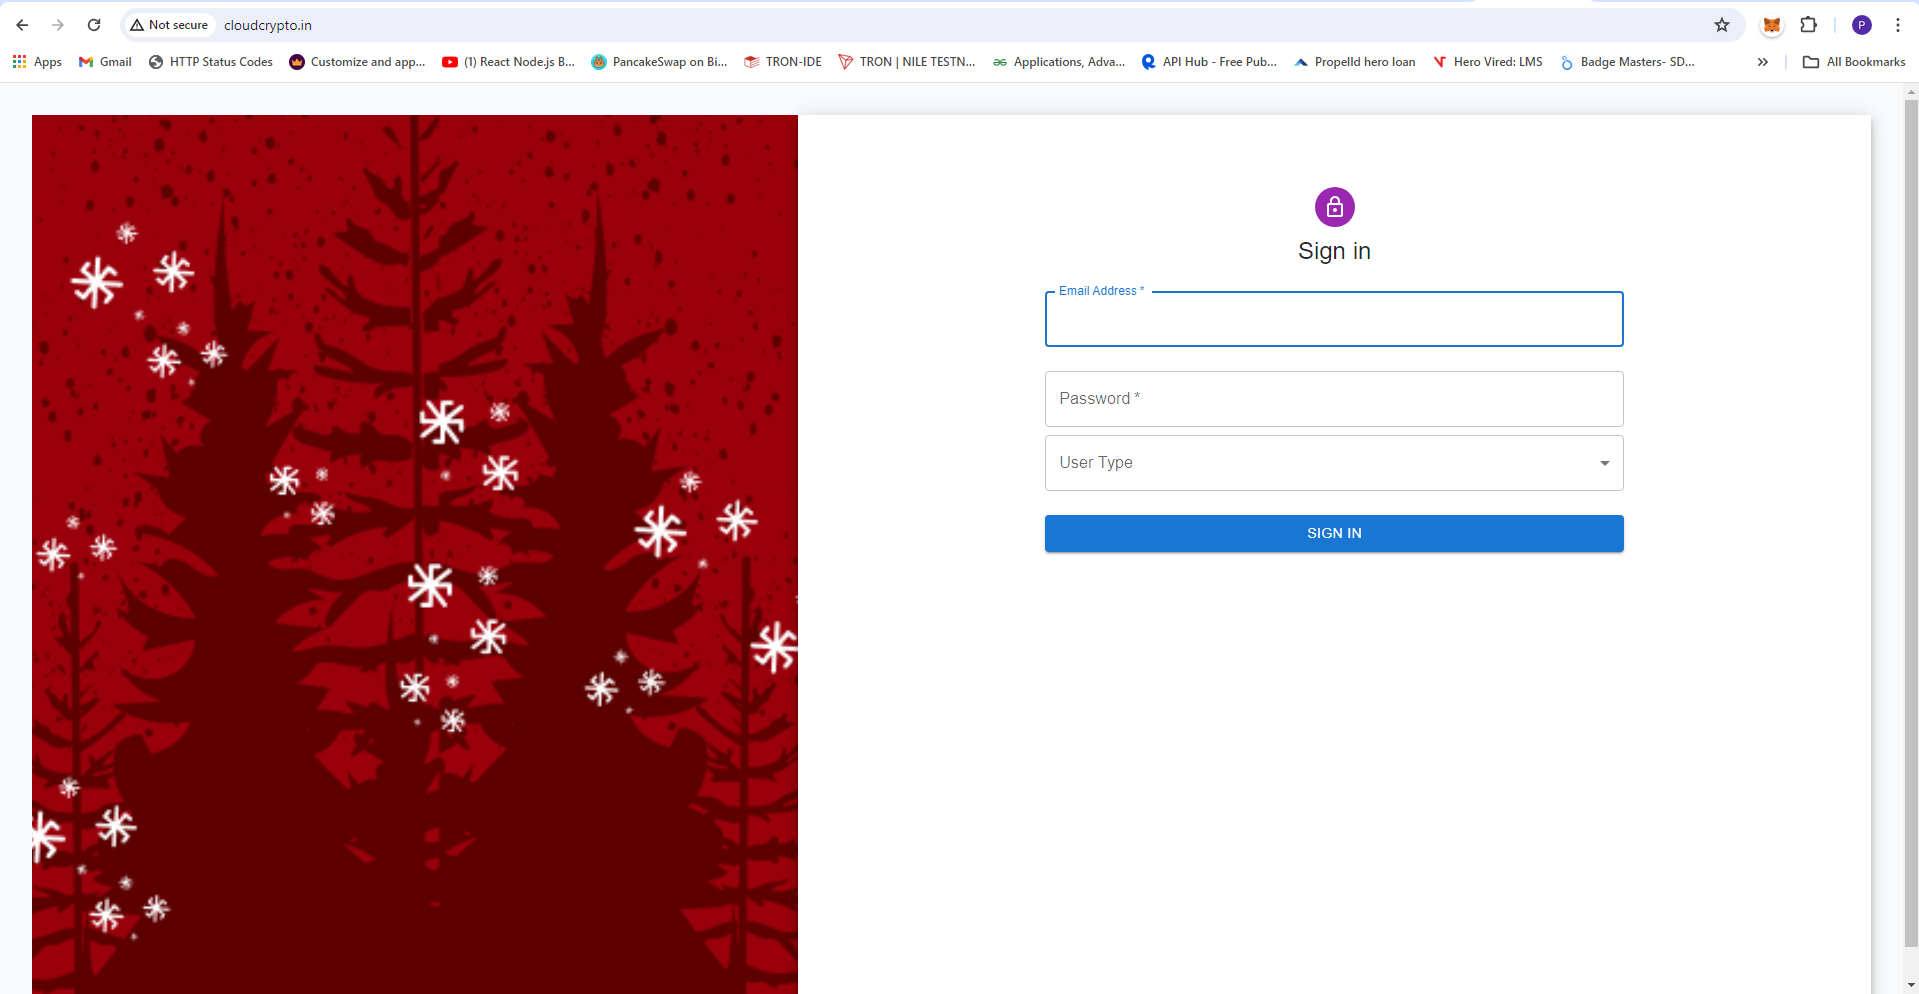 Not secure cloudcrypto.in P
Apps Gmail HTTP Status Codes Customize and app... (1) React Node.js B... PancakeSwap on Bi... TRON-IDE TRON | NILE TESTN... Applications, Adva... API Hub - Free Pub... Propelld hero loan Hero Vired: LMS Badge Masters- SD... » All Bookmarks
Sign in
Email Address *
Password *
User Type
SIGN IN